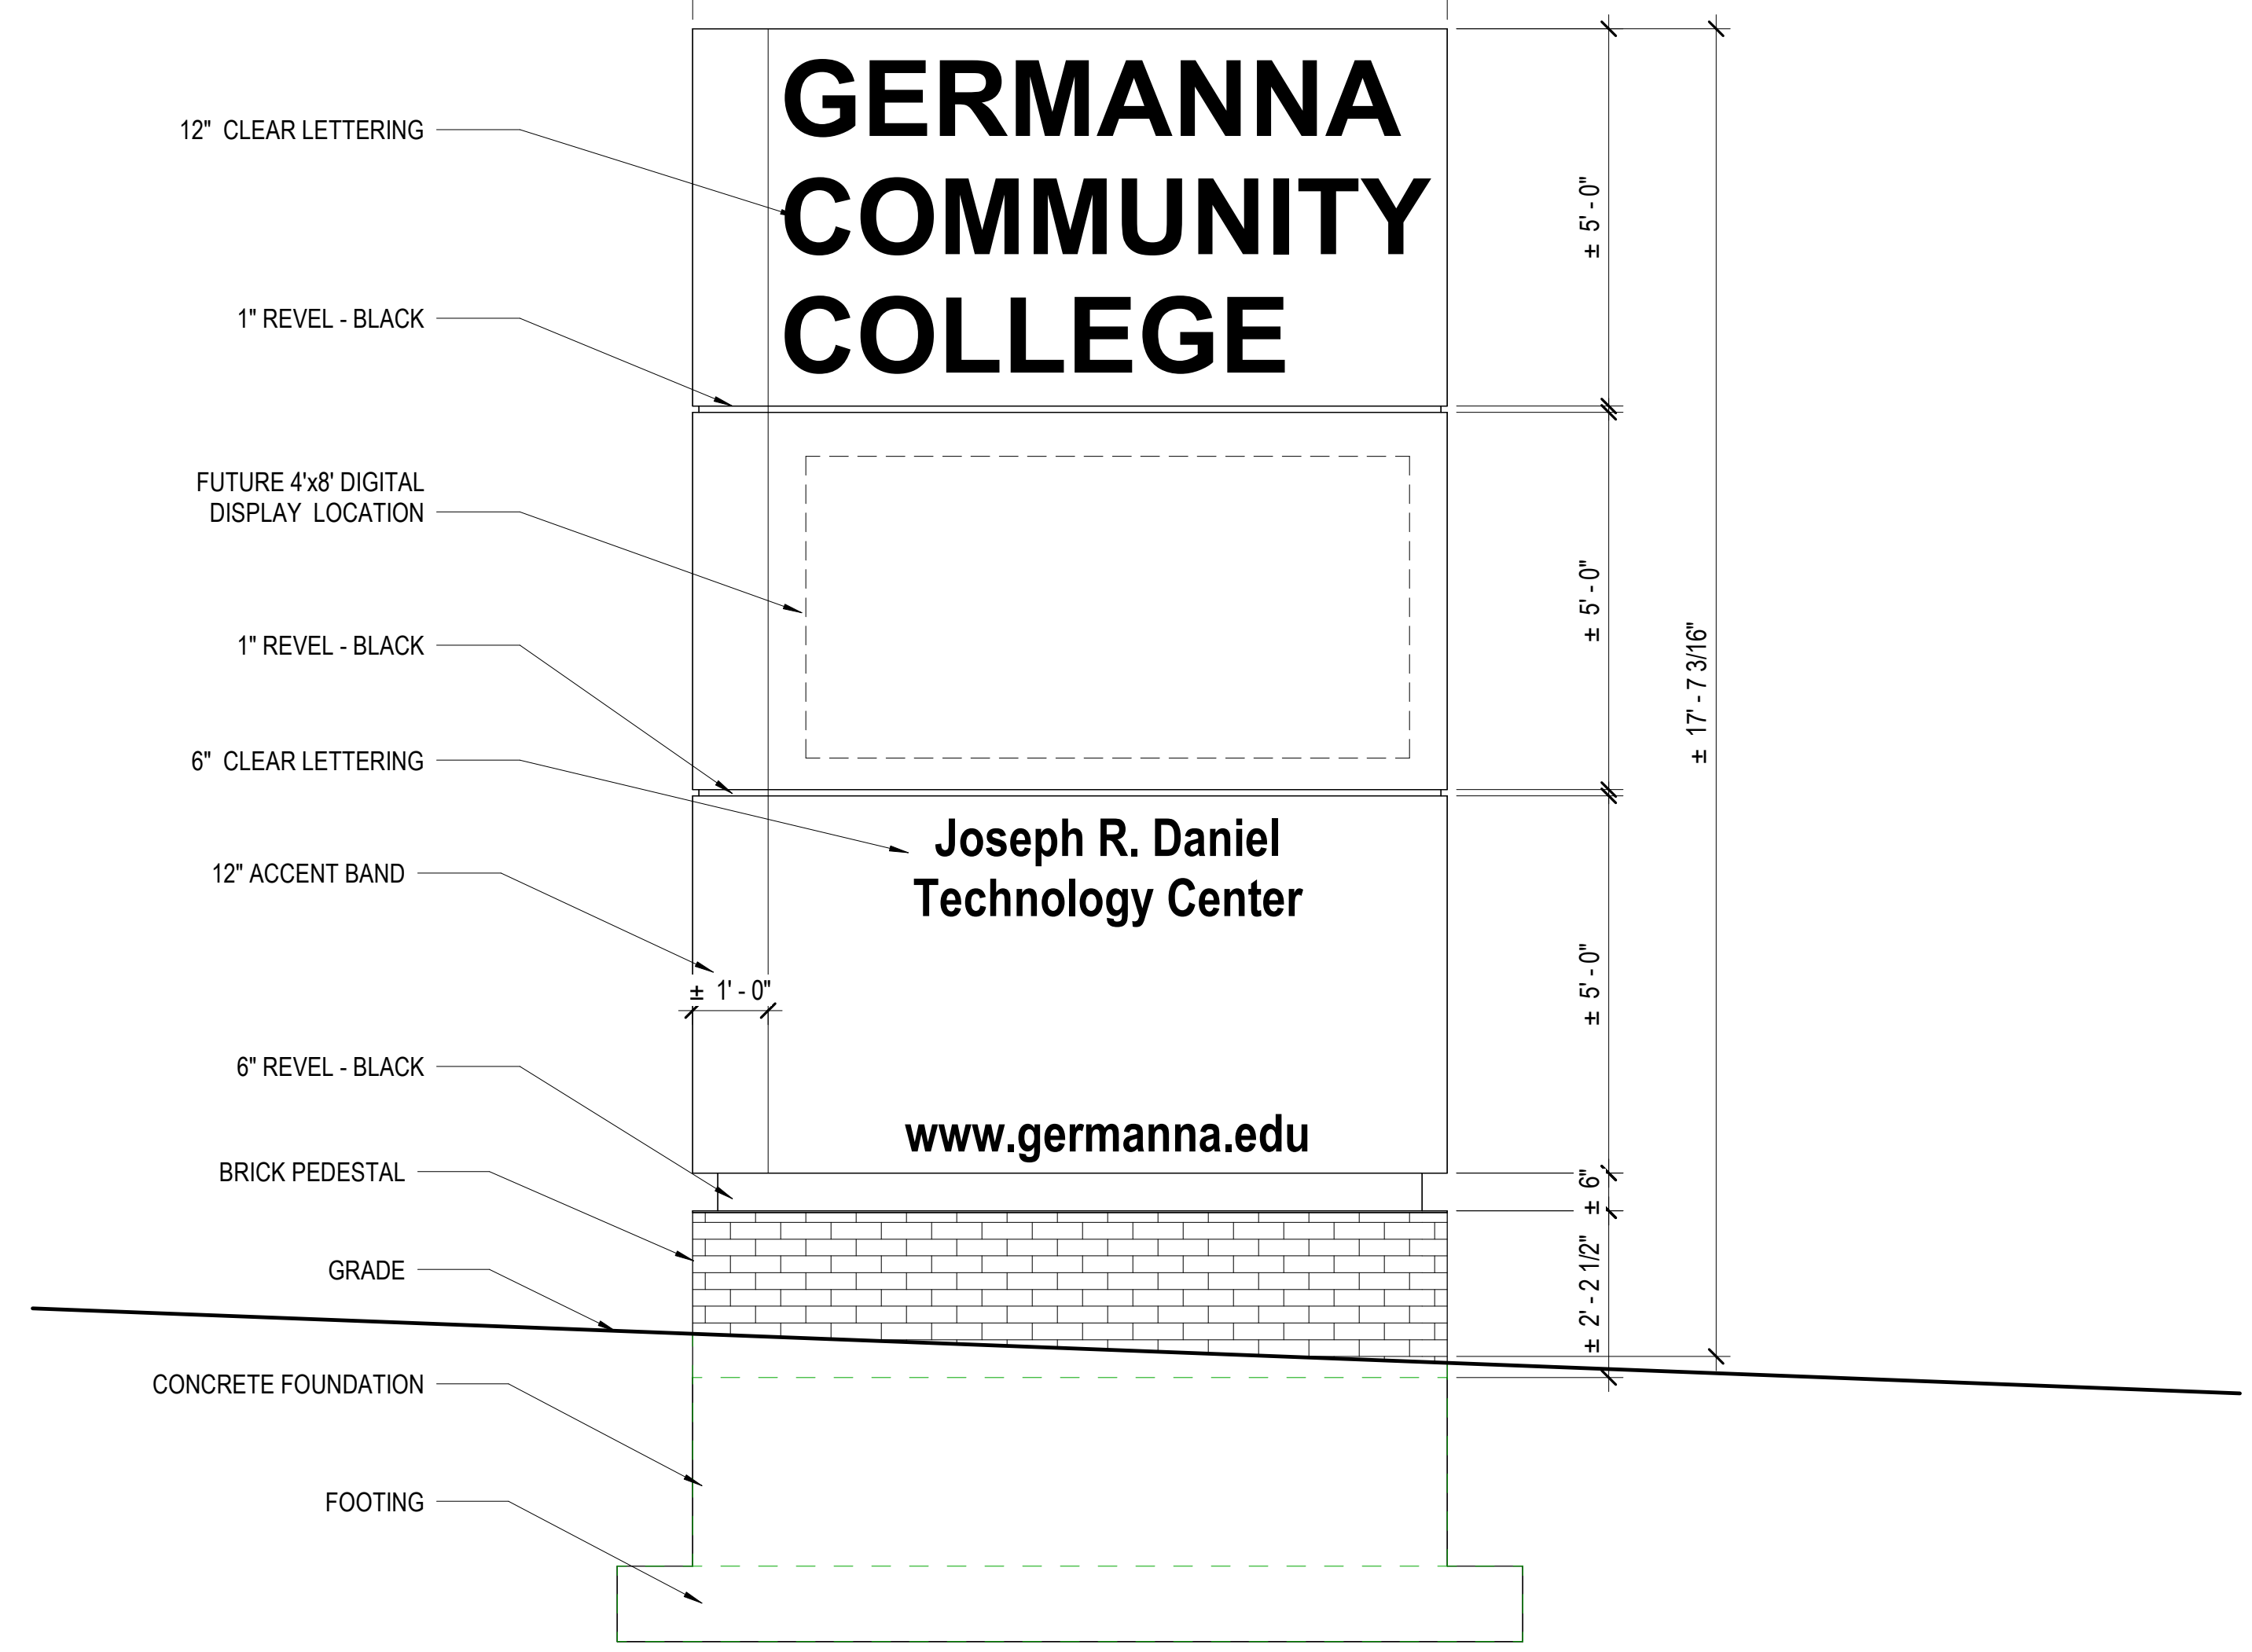 GERMANNA
COMMUNITY
COLLEGE
12" CLEAR LETTERING
1" REVEL - BLACK
FUTURE 4'x8' DIGITAL
DISPLAY LOCATION
1" REVEL - BLACK
6" CLEAR LETTERING
12" ACCENT BAND
6" REVEL - BLACK
BRICK PEDESTAL
GRADE
CONCRETE FOUNDATION
FOOTING
Joseph R. Daniel
Technology Center
± 1' - 0"
www.germanna.edu
± 5' - 0"
± 5' - 0"
± 5' - 0"
± 6"
± 2' - 2 1/2"
± 17' - 7 3/16"